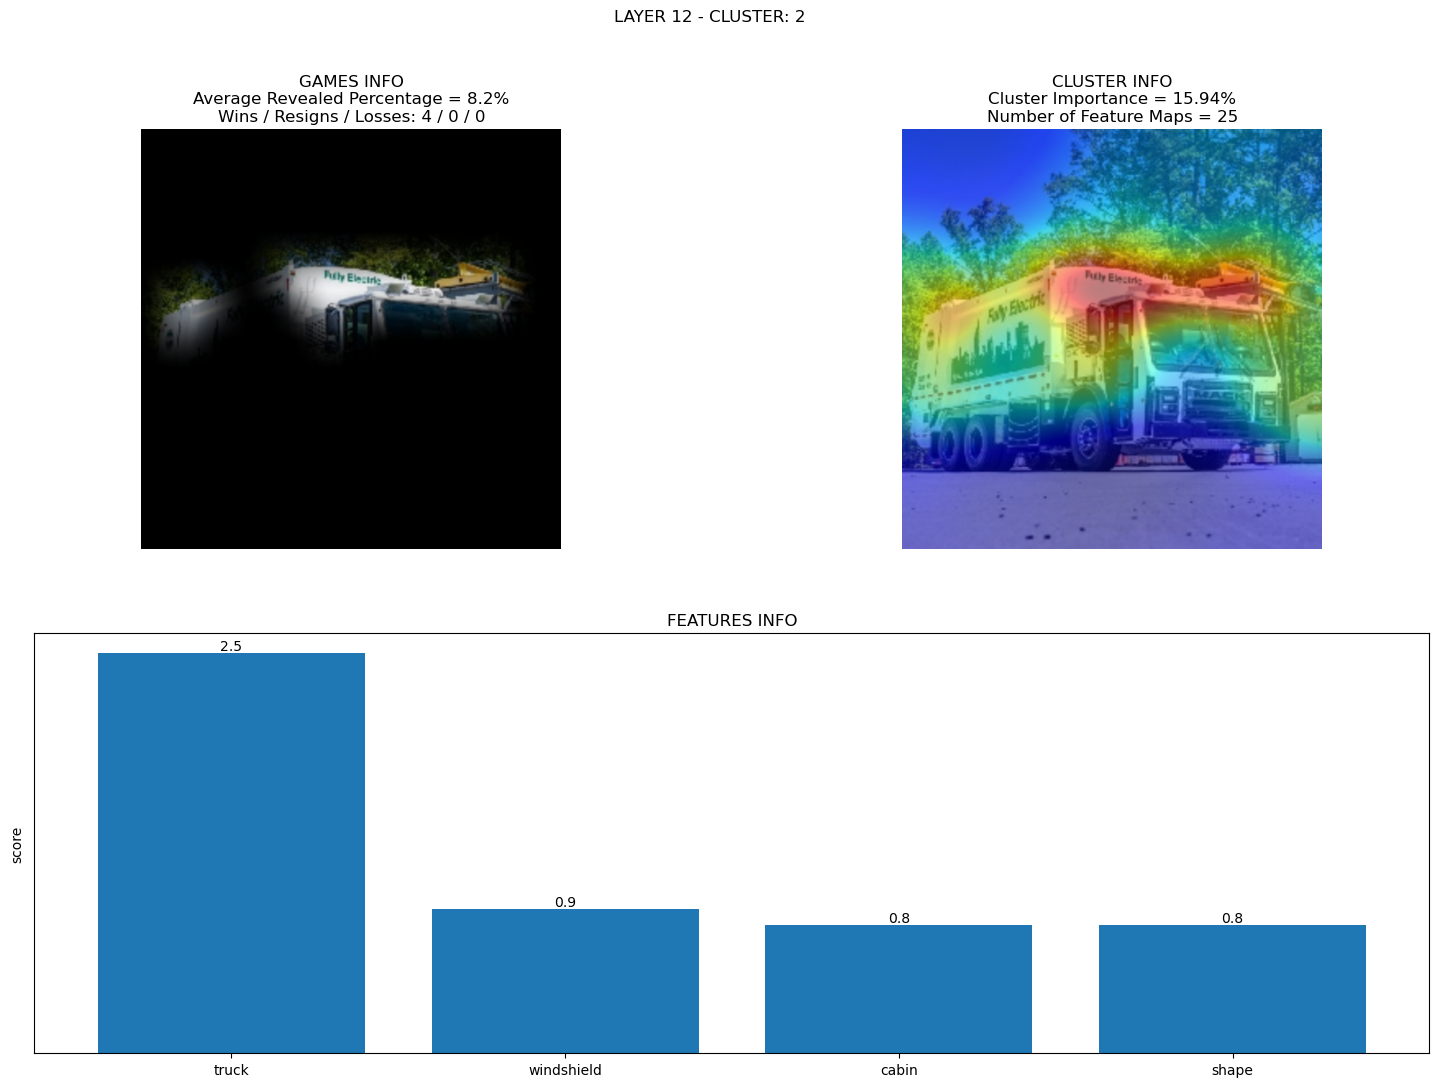 LAYER 12 - CLUSTER: 2
GAMES INFO
Average Revealed Percentage = 8.2%
Wins / Resigns / Losses: 4 / 0 / 0
CLUSTER INFO
Cluster Importance = 15.94%
Number of Feature Maps = 25
Fully Electric
Fully Electric
Fully Electric
FEATURES INFO
score
2.5
0.9
0.8
0.8
truck
windshield
cabin
shape